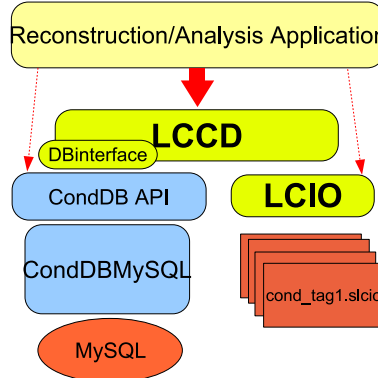 Reconstruction/Analysis Application
LCCD
DBinterface
CondDB API
LCIO
CondDBMySQL
cond_tag1.slcio
MySQL